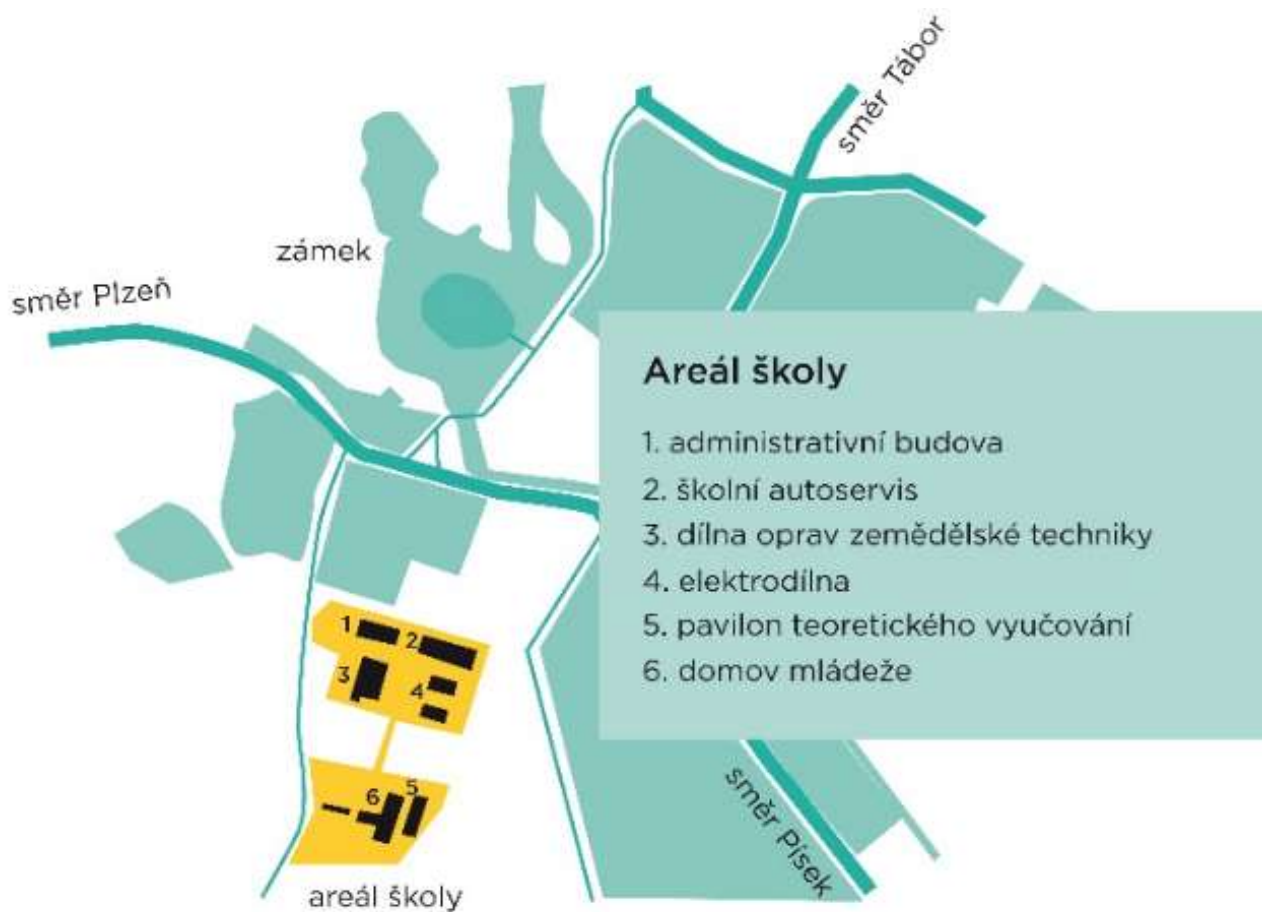 směr Tábor
zámek
směr Plzeň
Areál školy
1. administrativní budova
2. školní autoservis
3. dílna oprav zemědělské techniky
4. elektrodílna
5. pavilon teoretického vyučování
6. domov mládeže
1
2
3
4
6
5
směr Písek
areál školy